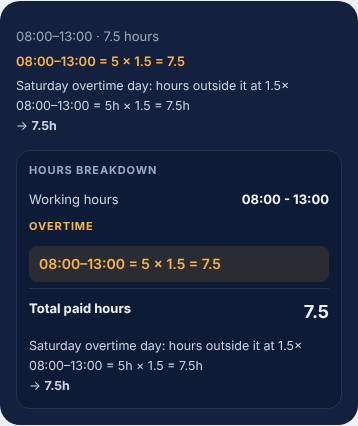 08:00–13:00 · 7.5 hours
08:00–13:00 = 5 × 1.5 = 7.5
Saturday overtime day: hours outside it at 1.5×
08:00–13:00 = 5h × 1.5 = 7.5h
→ 7.5h
HOURS BREAKDOWN
Working hours 08:00 - 13:00
OVERTIME
08:00–13:00 = 5 × 1.5 = 7.5
Total paid hours 7.5
Saturday overtime day: hours outside it at 1.5×
08:00–13:00 = 5h × 1.5 = 7.5h
→ 7.5h